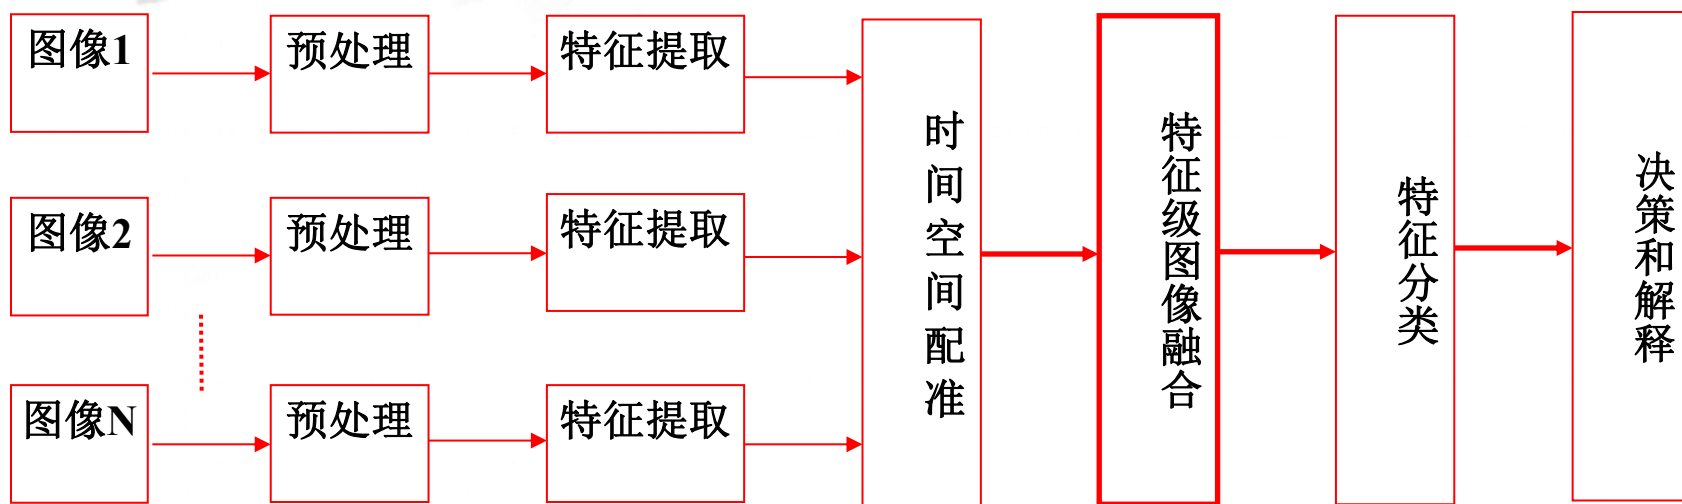 图像1
预处理
特征提取
图像2
预处理
特征提取
图像N
预处理
特征提取
时间空间配准
特征级图像融合
特征分类
决策和解释